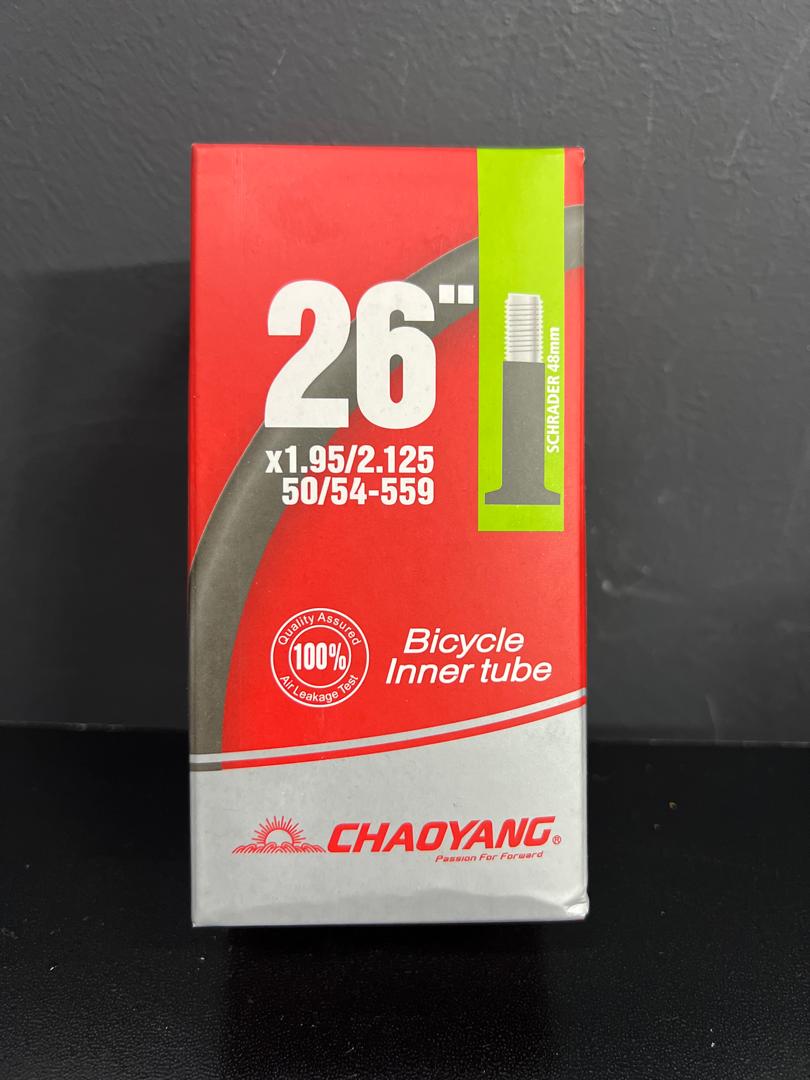 26"
x1.95/2.125
50/54-559
SCHRADER 48mm
Quality Assured
100%
Air Leakage Test
Bicycle
Inner tube
CHAOYANG®
Passion For Forward